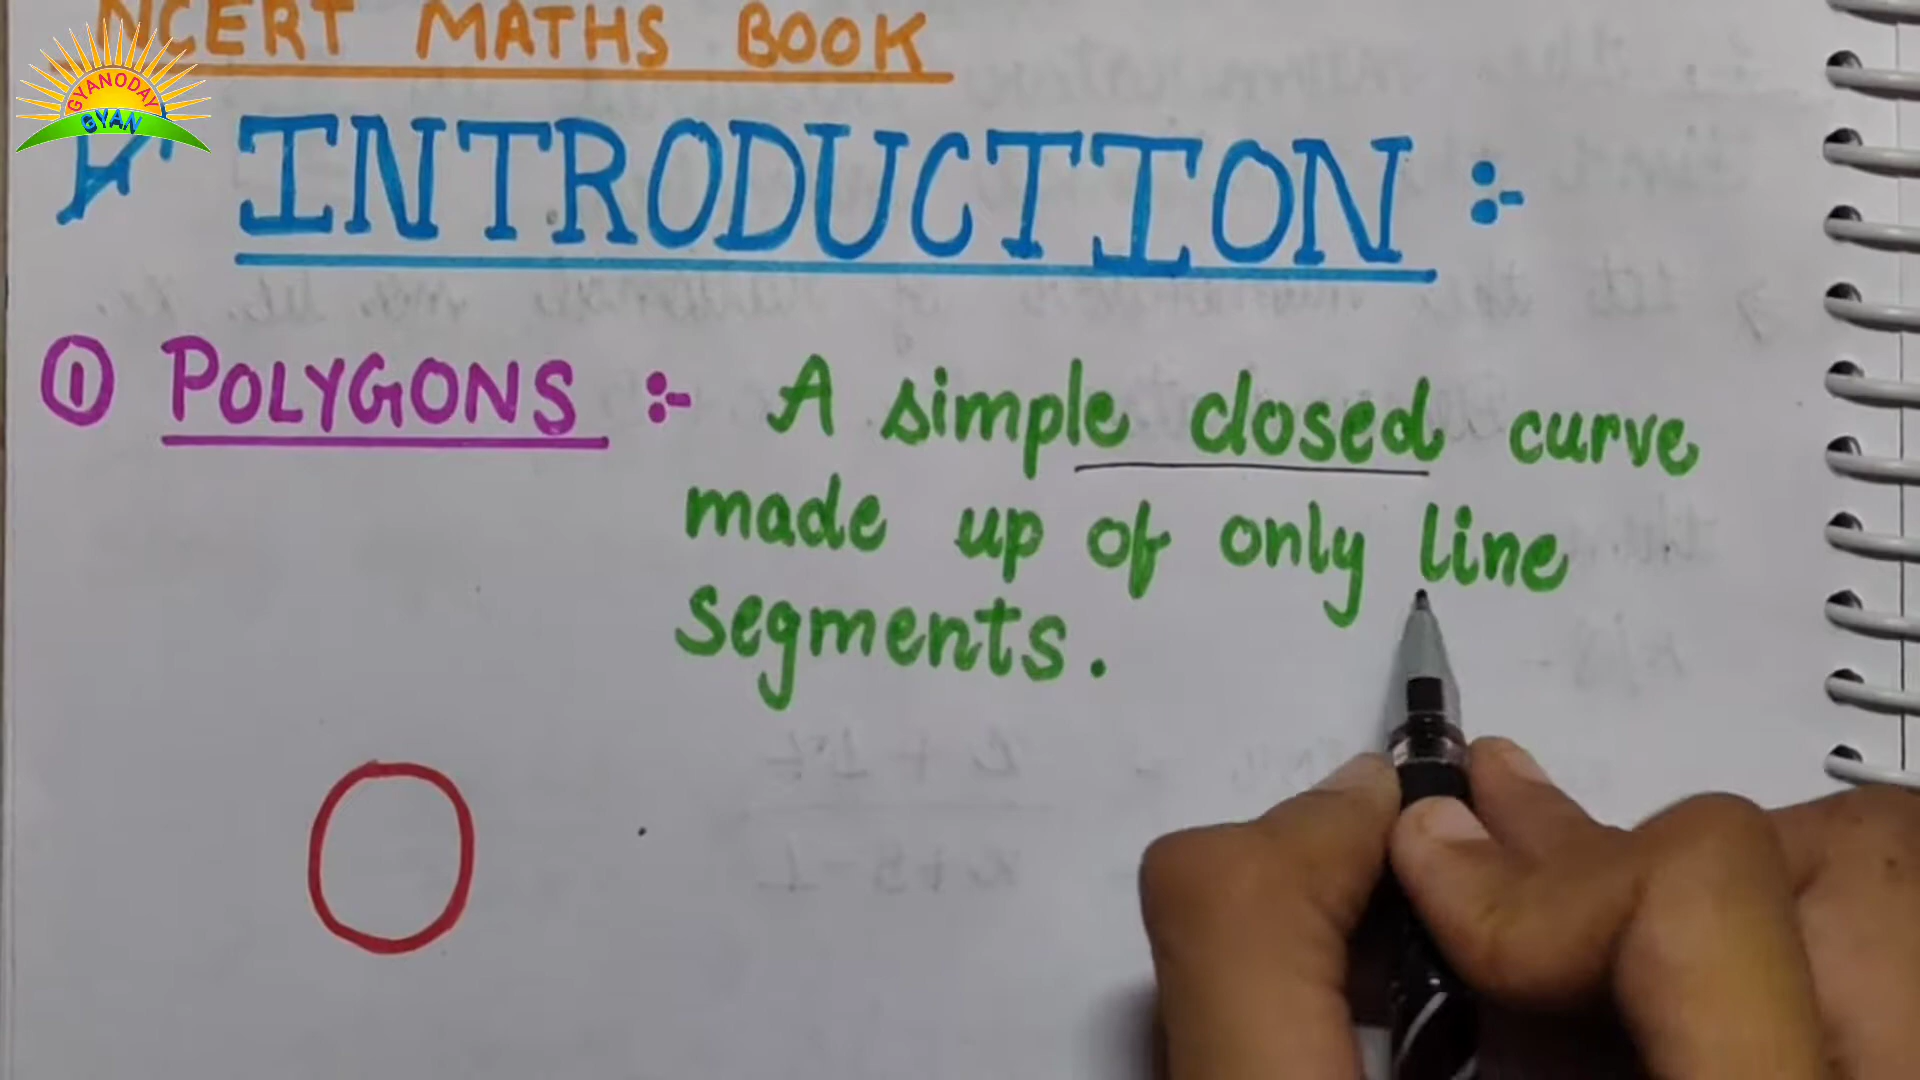 NCERT MATHS BOOK
GYANODAY
GYAN
INTRODUCTION :-
① POLYGONS :- A simple closed curve
made up of only line
segments.